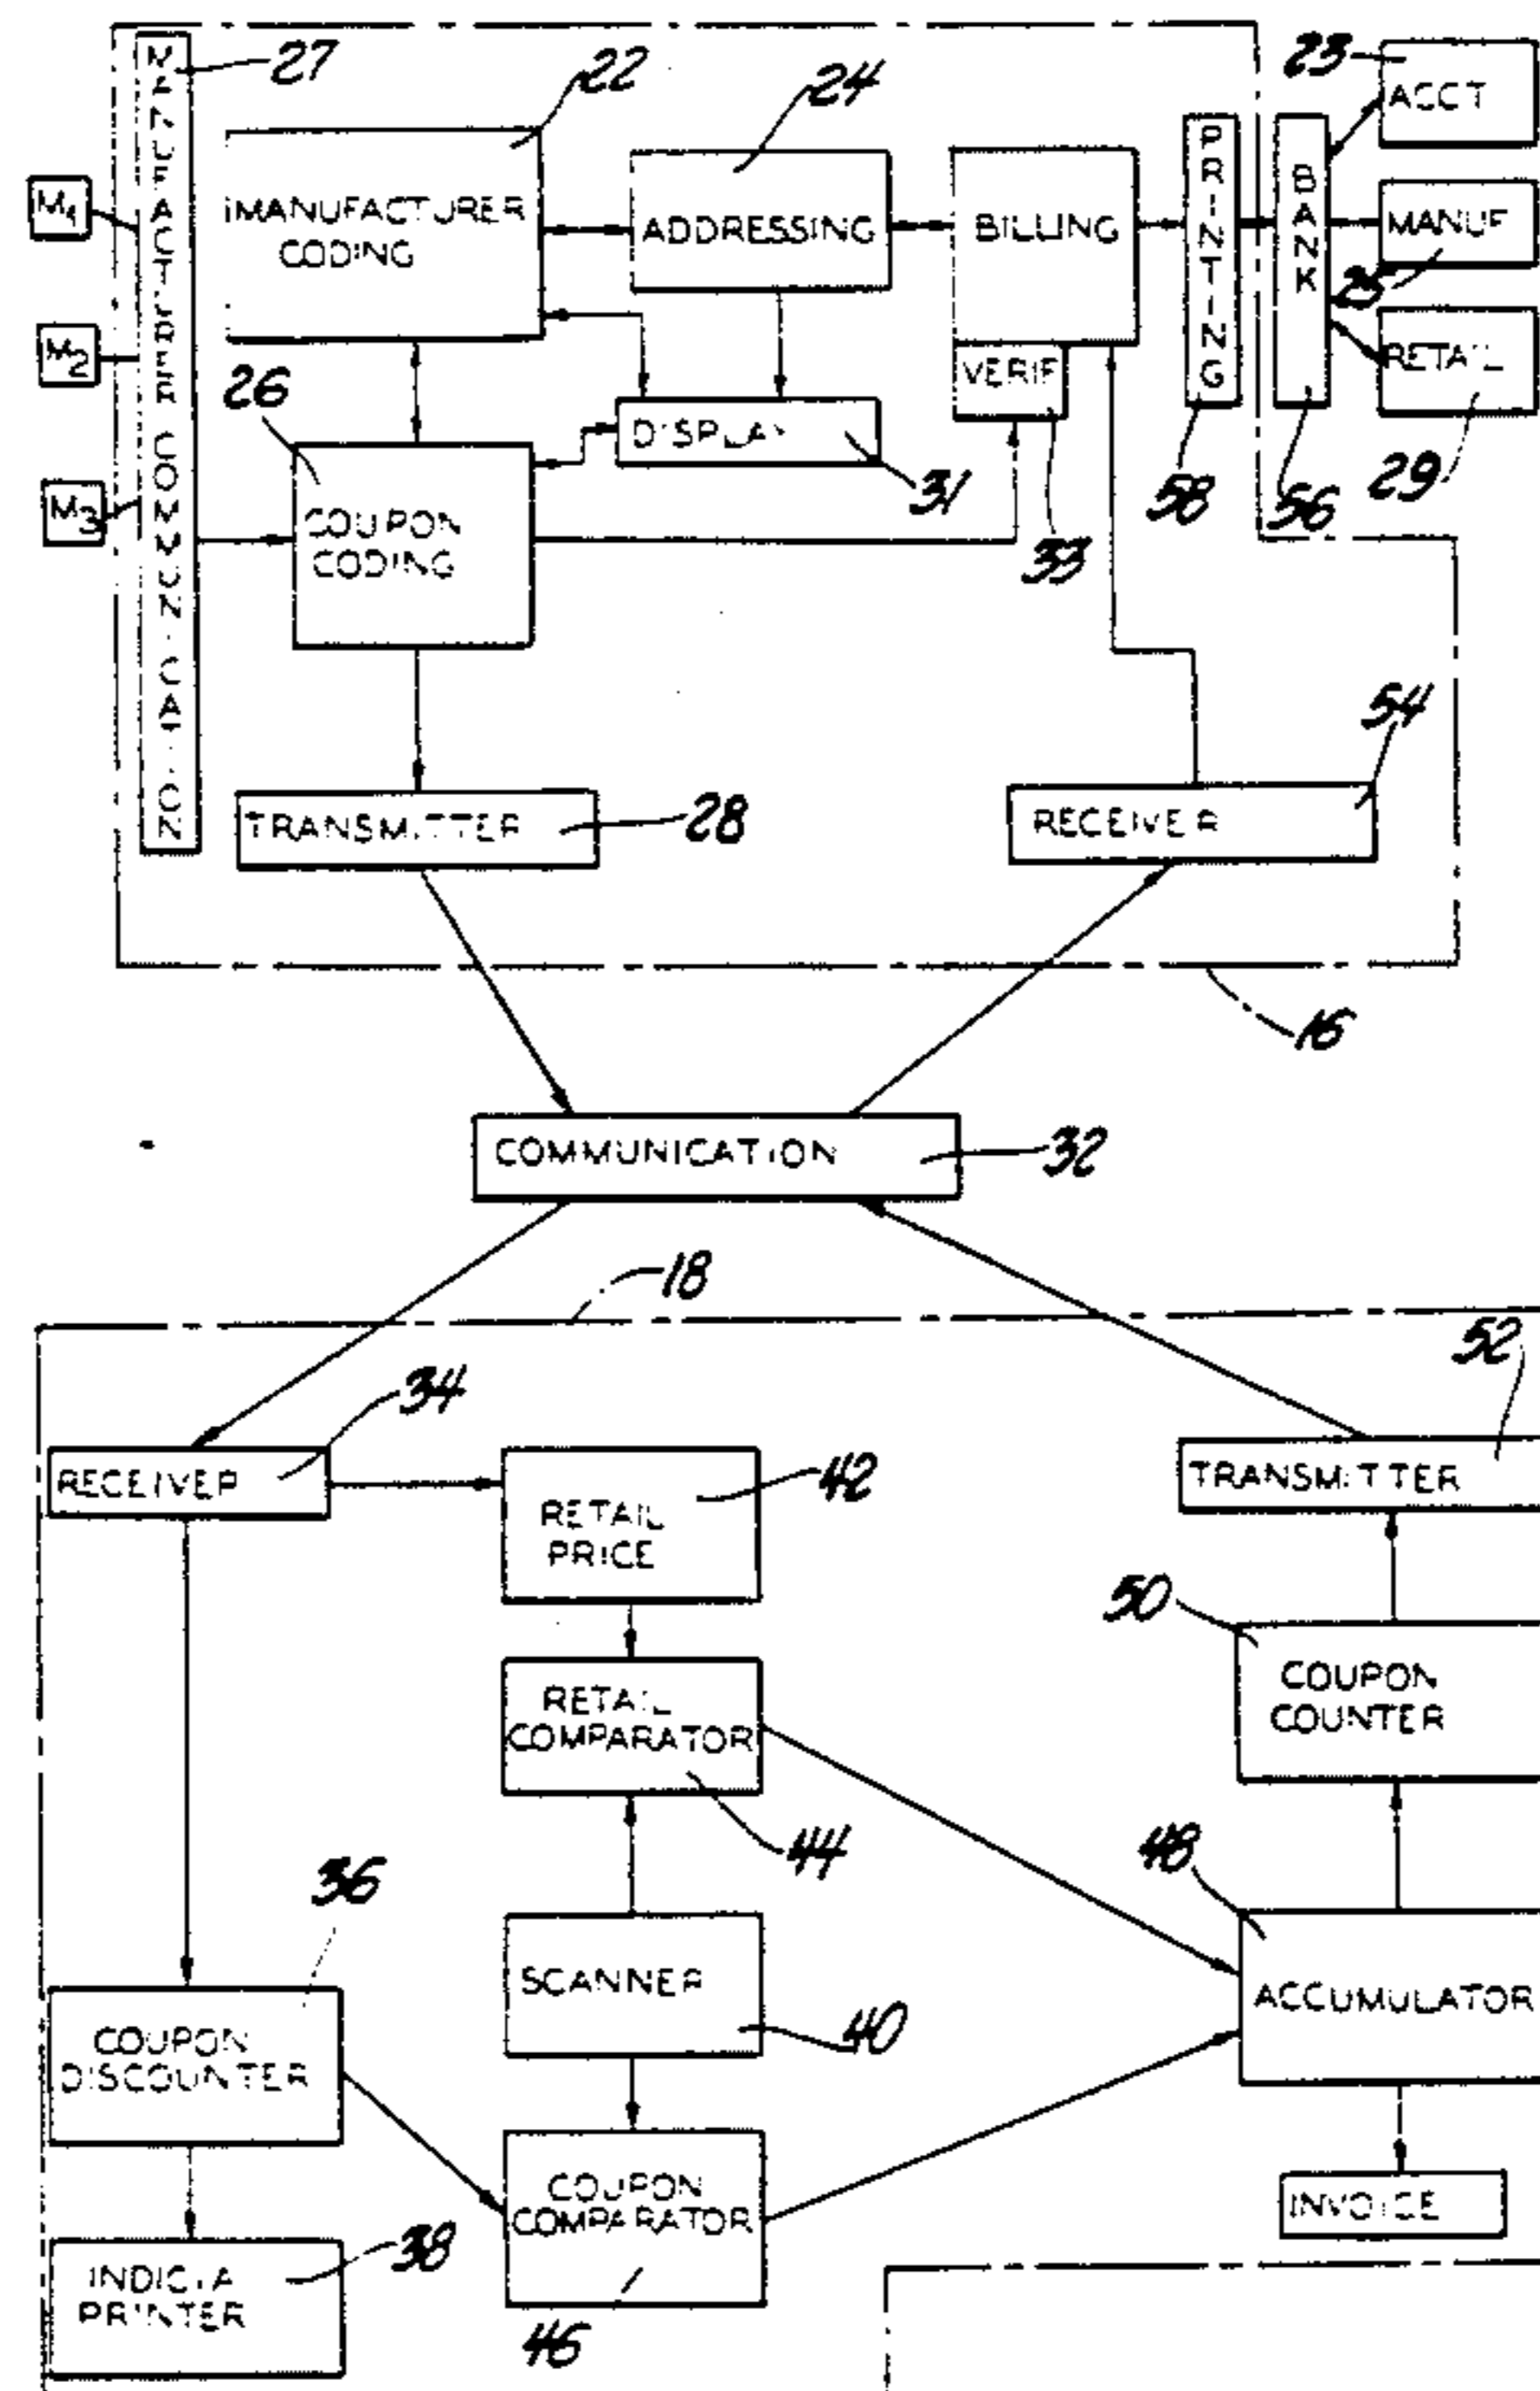 27
22
24
23
ACCT
MANUFACTURER COMMUNICATION
M1
MANUFACTURER
CODING
ADDRESSING
BILLING
PRINTING
BANK
MANUF
25
M2
26
VERIF
RETAIL
DISPLAY
31
33
58
56
29
M3
COUPON
CODING
54
TRANSMITTER
28
RECEIVER
16
COMMUNICATION
32
18
52
34
RECEIVER
42
RETAIL
PRICE
TRANSMITTER
50
COUPON
COUNTER
RETAIL
COMPARATOR
44
48
36
SCANNER
40
ACCUMULATOR
COUPON
DISCOUNTER
COUPON
COMPARATOR
INVOICE
38
INDICIA
PRINTER
46